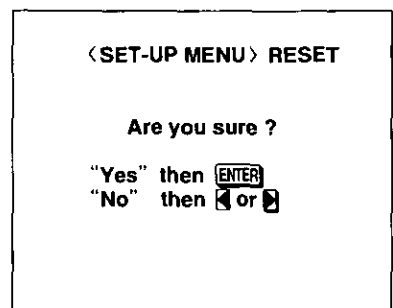 〈SET-UP MENU〉 RESET
Are you sure ?
“Yes” then ENTER
“No” then ◀ or ▶